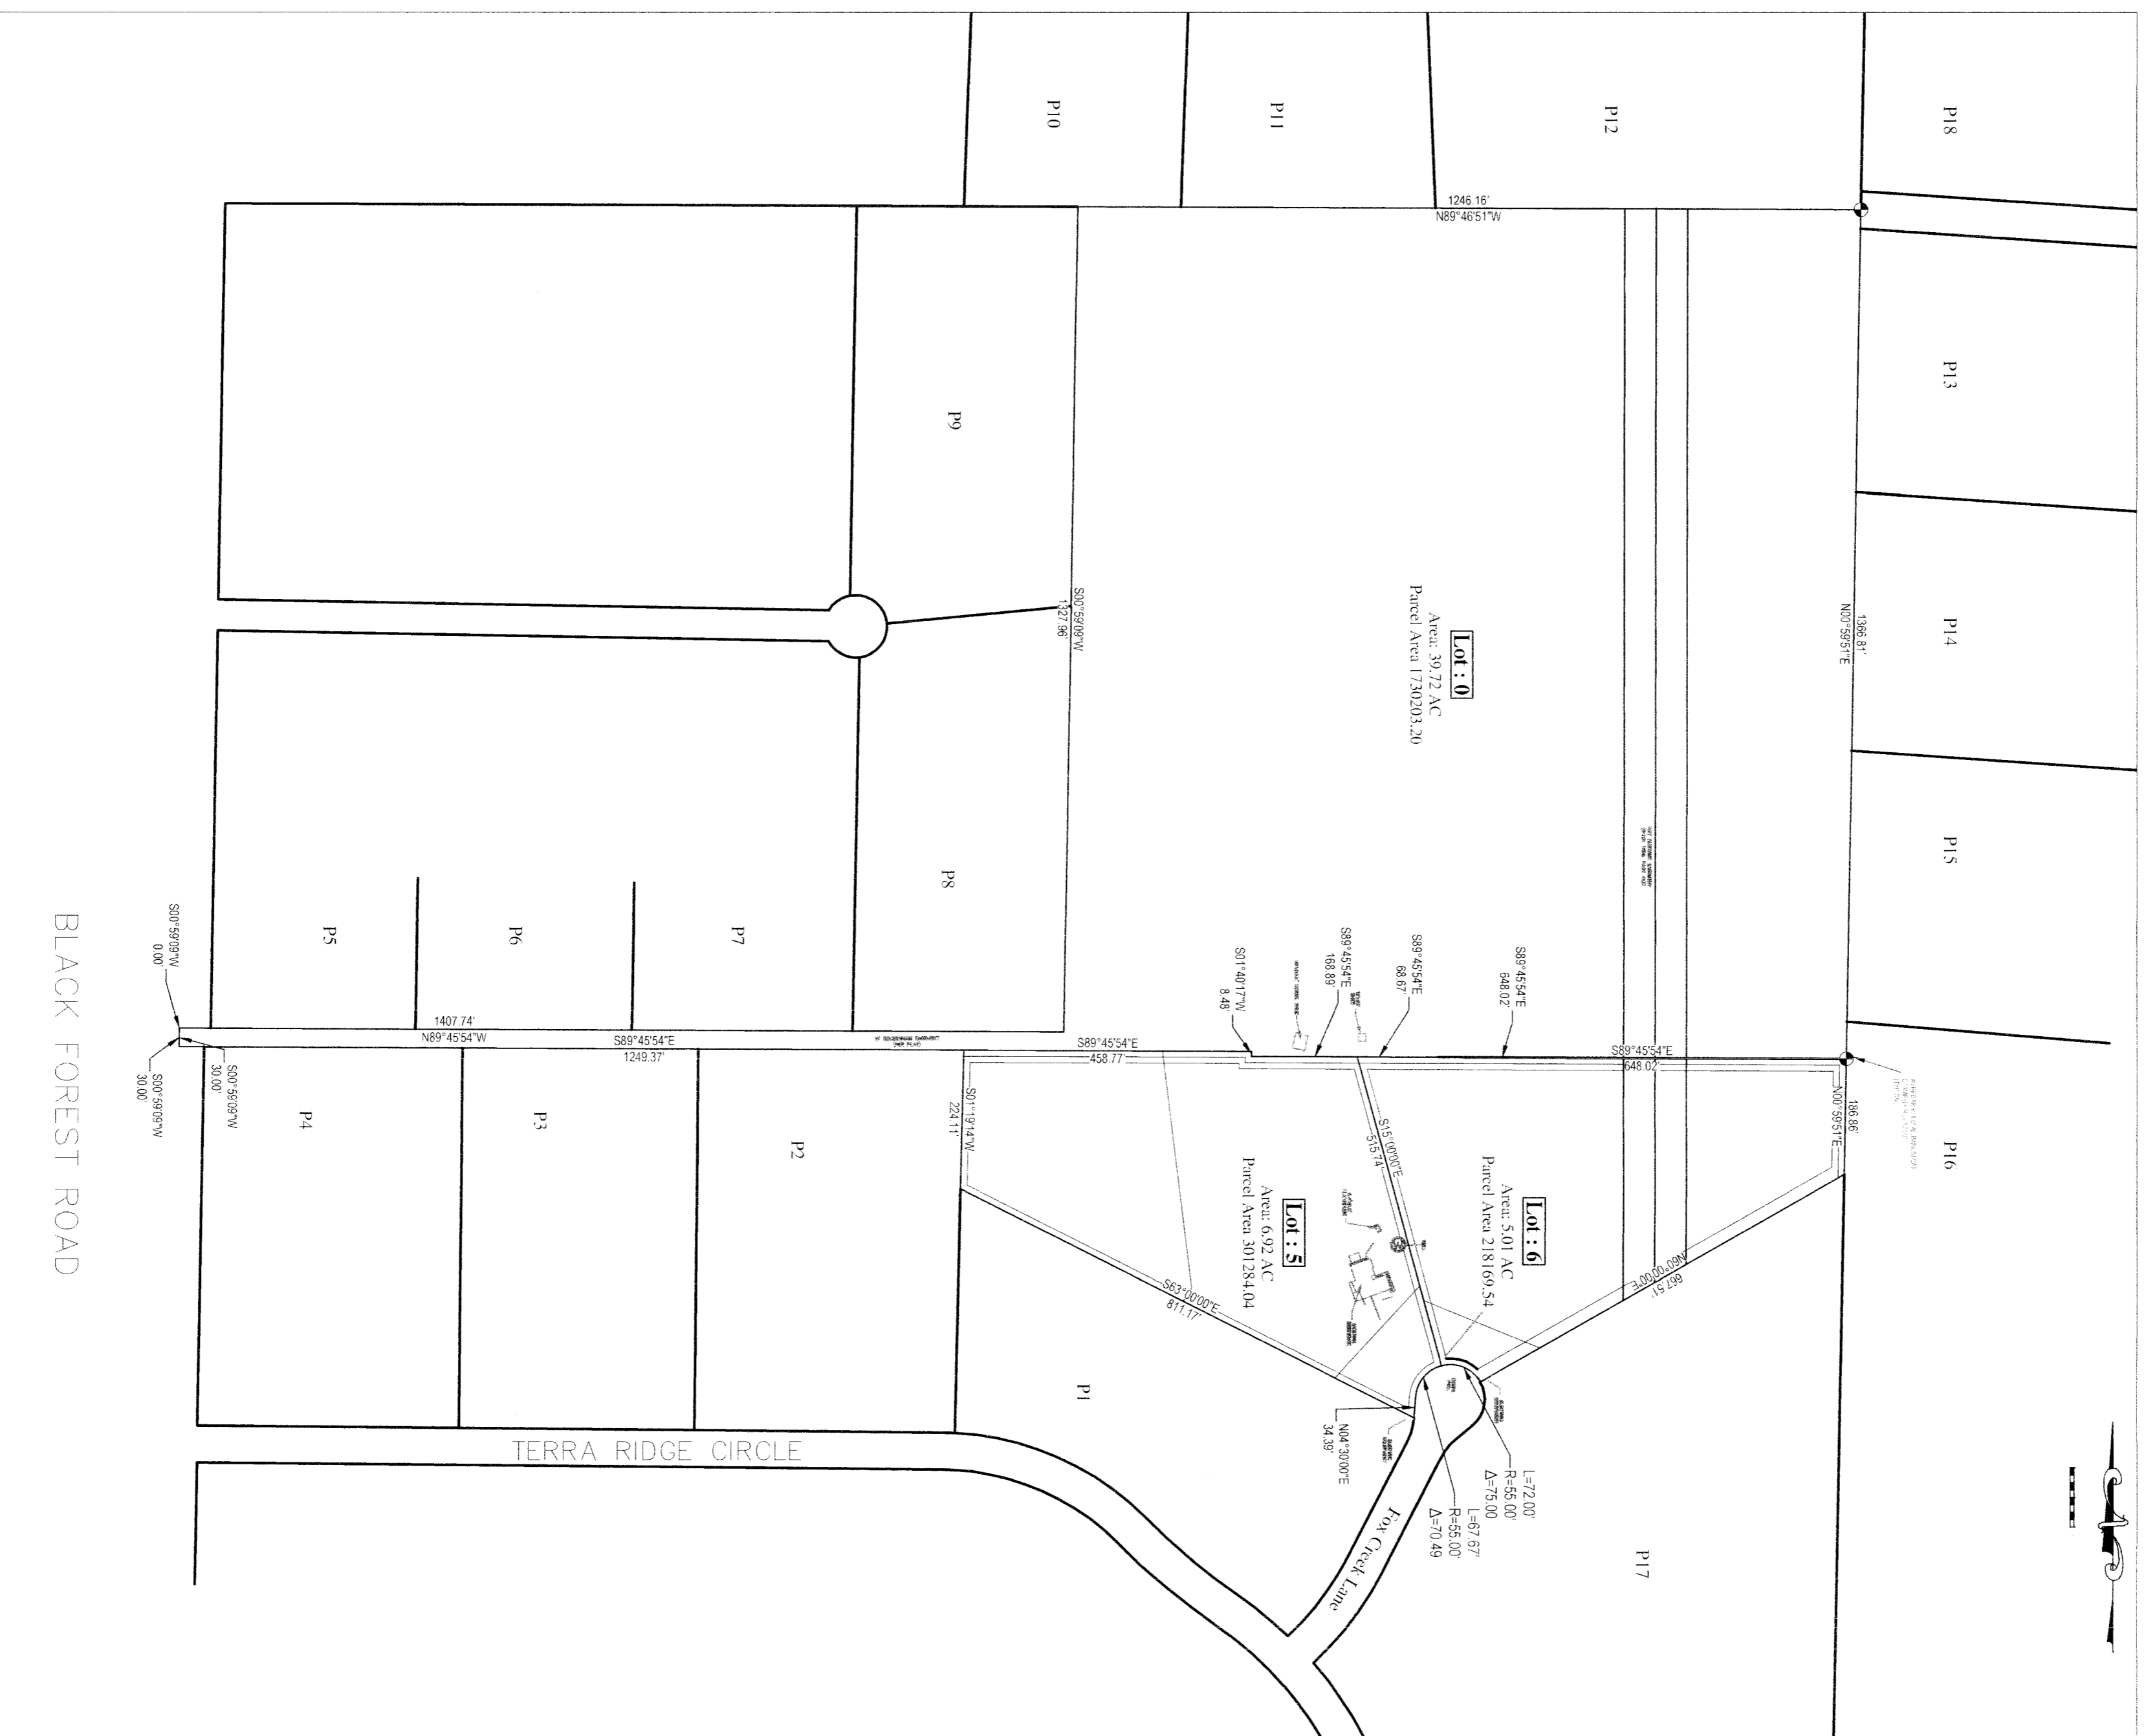 P18
P13
P14
P15
P16
P17
P12
P11
P10
P9
P8
P7
P6
P5
P4
P3
P2
P1
1246.16'
N89°46'51"W
1366.81'
N00°59'51"E
186.86'
N00°59'51"E
S00°59'09"W
1327.96'
Lot : 0
Area: 39.72 AC
Parcel Area 1730203.20
S89°45'54"E
648.02'
S89°45'54"E
68.67'
S89°45'54"E
168.89'
S01°40'17"W
8.48'
S89°45'54"E
648.02'
S89°45'54"E
458.77'
S01°19'14"W
224.11'
S15°00'00"E
515.74'
Lot : 6
Area: 5.01 AC
Parcel Area 218169.54
Lot : 5
Area: 6.92 AC
Parcel Area 301284.04
N60°00'00"E
667.51'
S63°00'00"E
811.17'
N04°30'00"E
34.39'
L=72.00'
R=55.00'
Δ=75.00
L=67.67'
R=55.00'
Δ=70.49
Fox Creek Lane
TERRA RIDGE CIRCLE
1407.74'
N89°45'54"W
S89°45'54"E
1249.37'
S00°59'09"W
0.00'
S00°59'09"W
30.00'
S00°59'09"W
30.00'
BLACK FOREST ROAD